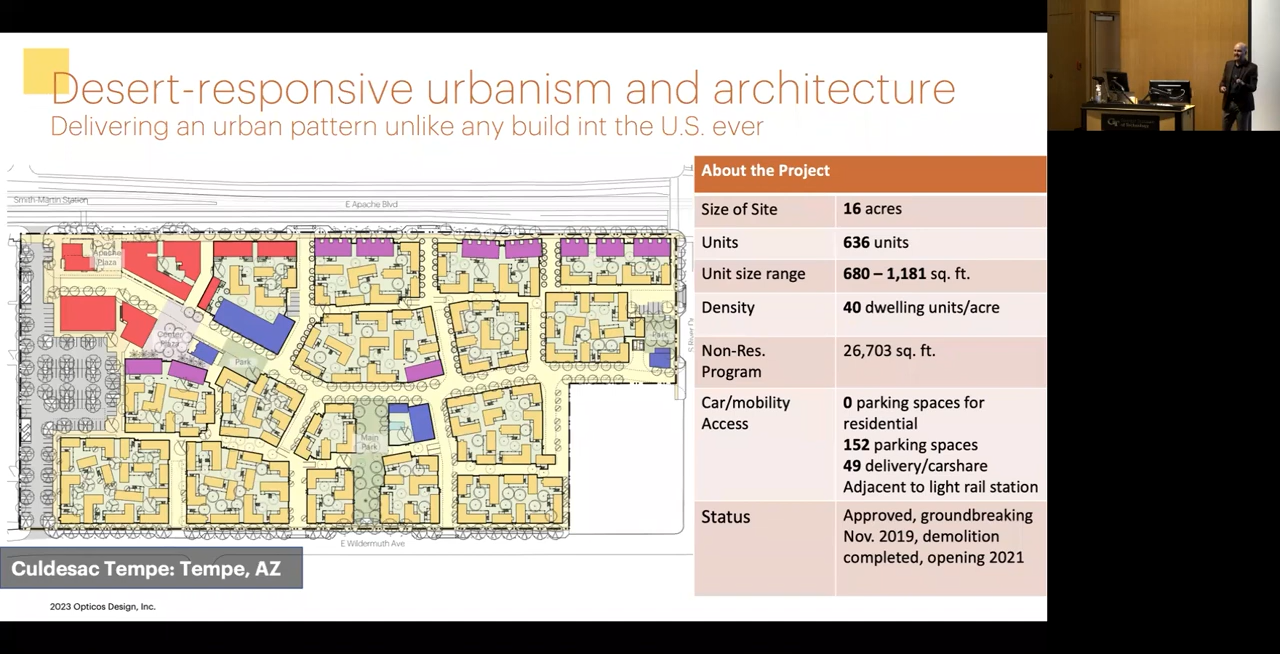 Desert-responsive urbanism and architecture
Delivering an urban pattern unlike any build int the U.S. ever
Smith-Martin Station
E Apache Blvd
Apache
Plaza
Center
Plaza
Park
Park
Main
Park
E Wildermuth Ave
Culdesac Tempe: Tempe, AZ
2023 Opticos Design, Inc.
About the Project
Size of Site 16 acres
Units 636 units
Unit size range 680 – 1,181 sq. ft.
Density 40 dwelling units/acre
Non-Res. 26,703 sq. ft.
Program
Car/mobility 0 parking spaces for
Access residential
152 parking spaces
49 delivery/carshare
Adjacent to light rail station
Status Approved, groundbreaking
Nov. 2019, demolition
completed, opening 2021